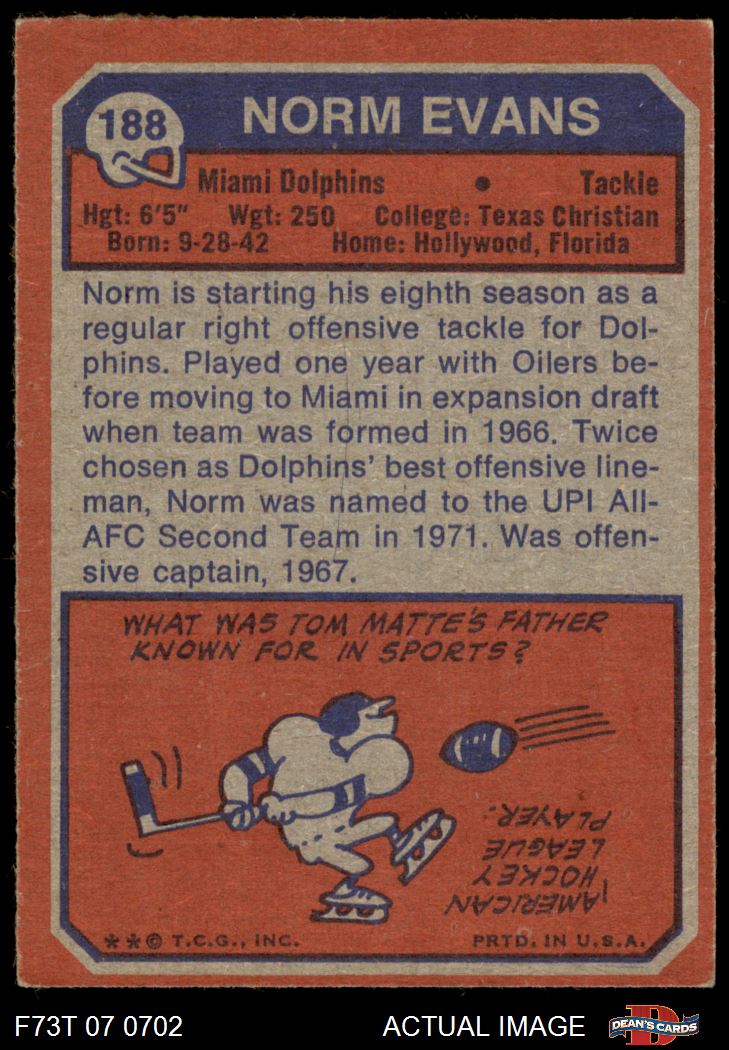 188
NORM EVANS
Miami Dolphins • Tackle
Hgt: 6'5" Wgt: 250 College: Texas Christian
Born: 9-28-42 Home: Hollywood, Florida
Norm is starting his eighth season as a
regular right offensive tackle for Dol-
phins. Played one year with Oilers be-
fore moving to Miami in expansion draft
when team was formed in 1966. Twice
chosen as Dolphins' best offensive line-
man, Norm was named to the UPI All-
AFC Second Team in 1971. Was offen-
sive captain, 1967.
WHAT WAS TOM MATTE'S FATHER
KNOWN FOR IN SPORTS?
AMERICAN
HOCKEY
LEAGUE
PLAYER.
**© T.C.G., INC. PRTD. IN U.S.A.
F73T 07 0702 ACTUAL IMAGE DEAN'S CARDS